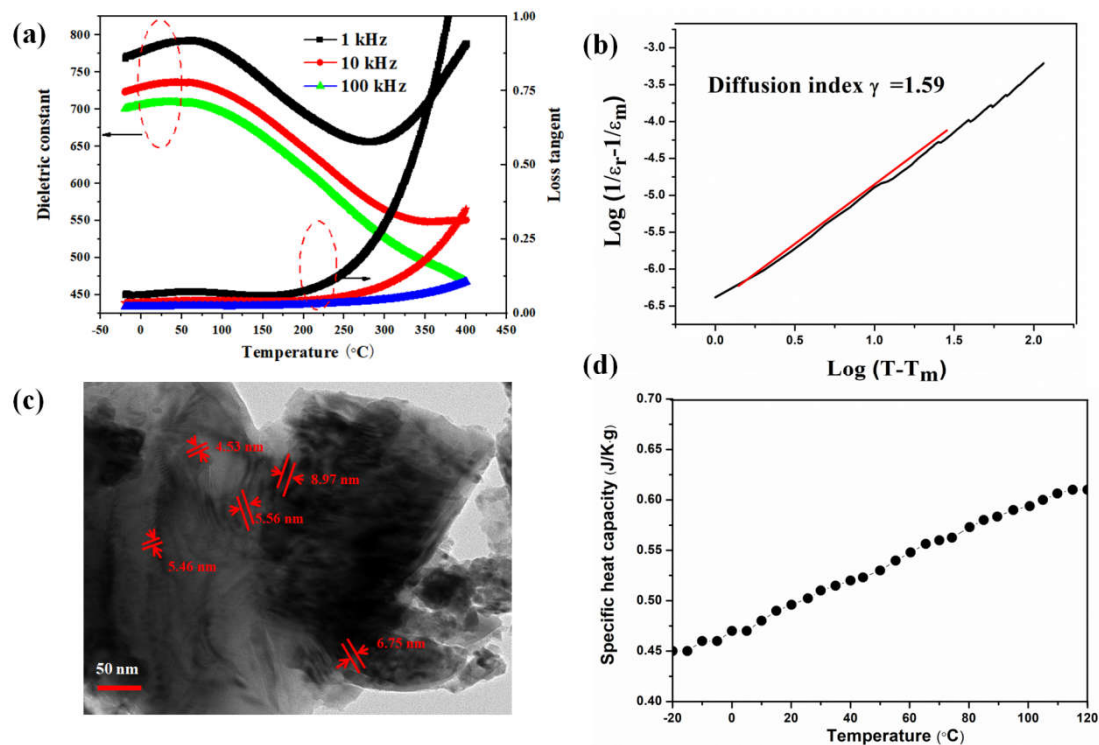 (a)
1 kHz
10 kHz
100 kHz
Dieletric constant
Loss tangent
Temperature (°C)
800
750
700
650
600
550
500
450
1.00
0.75
0.50
0.25
0.00
-50 0 50 100 150 200 250 300 350 400 450
(b)
Diffusion index γ =1.59
Log (1/εr-1/εm)
Log (T-Tm)
-3.0
-3.5
-4.0
-4.5
-5.0
-5.5
-6.0
-6.5
0.0 0.5 1.0 1.5 2.0
(c)
4.53 nm
8.97 nm
5.56 nm
5.46 nm
6.75 nm
50 nm
(d)
Specific heat capacity (J/K·g)
Temperature (°C)
0.70
0.65
0.60
0.55
0.50
0.45
0.40
-20 0 20 40 60 80 100 120